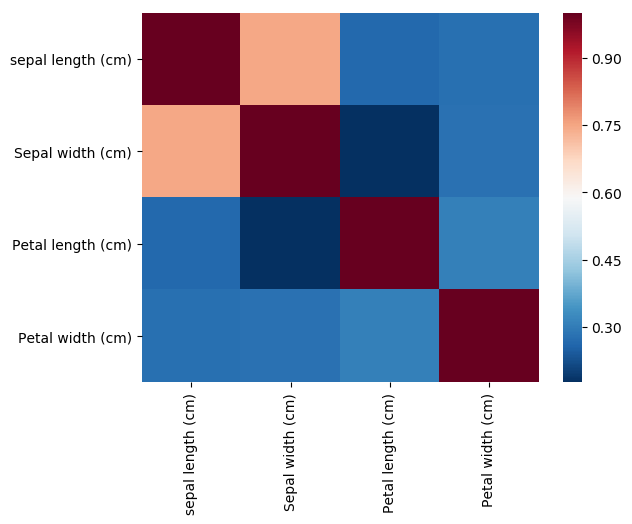 sepal length (cm)
Sepal width (cm)
Petal length (cm)
Petal width (cm)
sepal length (cm)
Sepal width (cm)
Petal length (cm)
Petal width (cm)
0.90
0.75
0.60
0.45
0.30